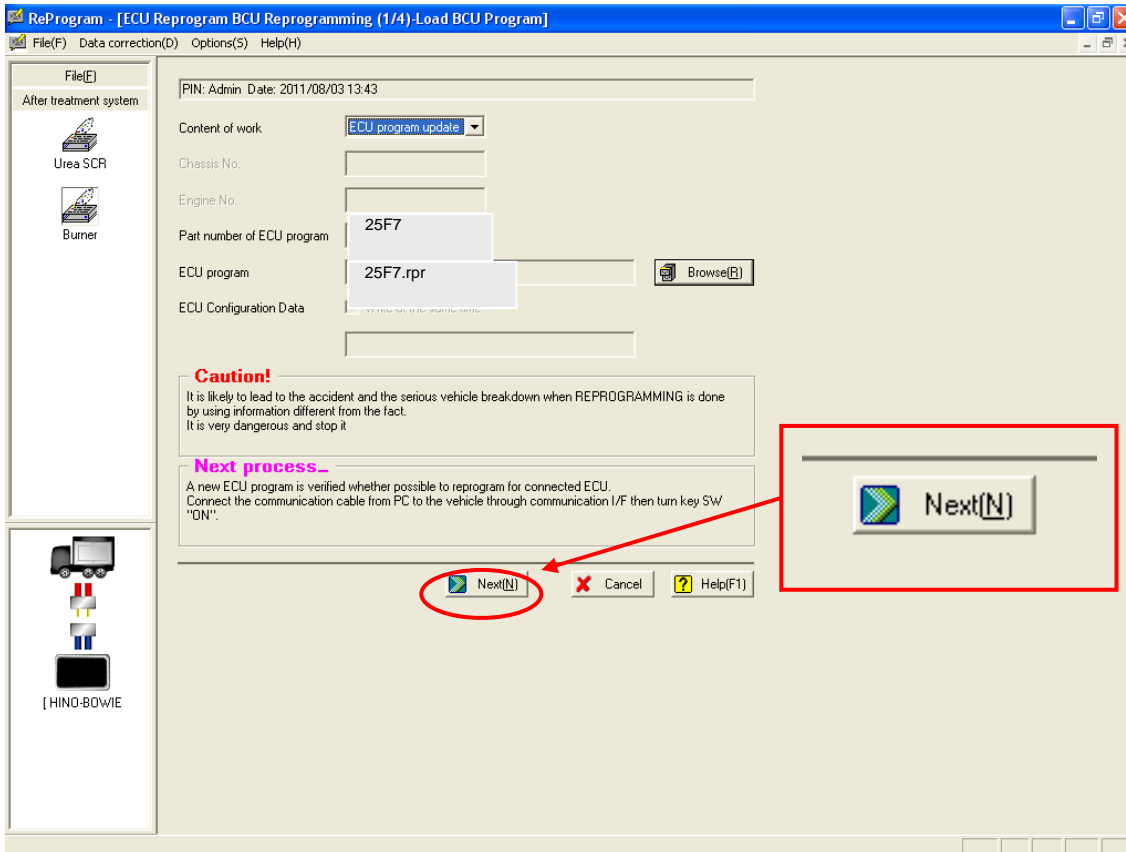 ReProgram - [ECU Reprogram BCU Reprogramming (1/4)-Load BCU Program]
File(F) Data correction(D) Options(S) Help(H)
File(F)
After treatment system
Urea SCR
Burner
[ HINO-BOWIE
PIN: Admin Date: 2011/08/03 13:43
Content of work ECU program update
Chassis No.
Engine No.
Part number of ECU program 25F7
ECU program 25F7.rpr Browse(R)
ECU Configuration Data Write at the same time
Caution!
It is likely to lead to the accident and the serious vehicle breakdown when REPROGRAMMING is done
by using information different from the fact.
It is very dangerous and stop it
Next process...
A new ECU program is verified whether possible to reprogram for connected ECU.
Connect the communication cable from PC to the vehicle through communication I/F then turn key SW
"ON".
Next(N) Cancel Help(F1)
Next(N)